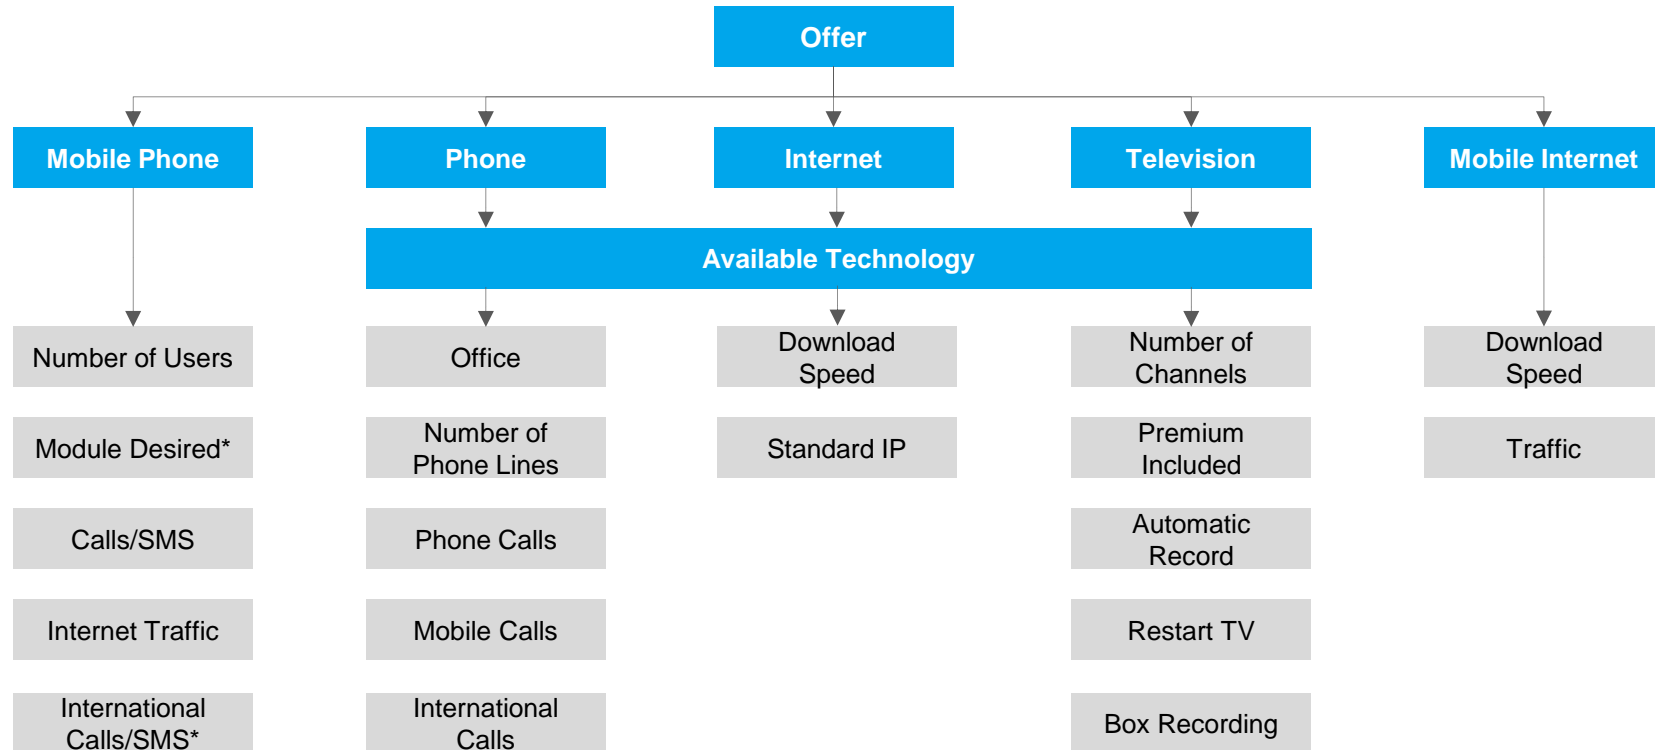 Offer
Mobile Phone
Phone
Internet
Television
Mobile Internet
Available Technology
Number of Users
Office
Download
Speed
Number of
Channels
Download
Speed
Module Desired*
Number of
Phone Lines
Standard IP
Premium
Included
Traffic
Calls/SMS
Phone Calls
Automatic
Record
Internet Traffic
Mobile Calls
Restart TV
International
Calls/SMS*
International
Calls
Box Recording